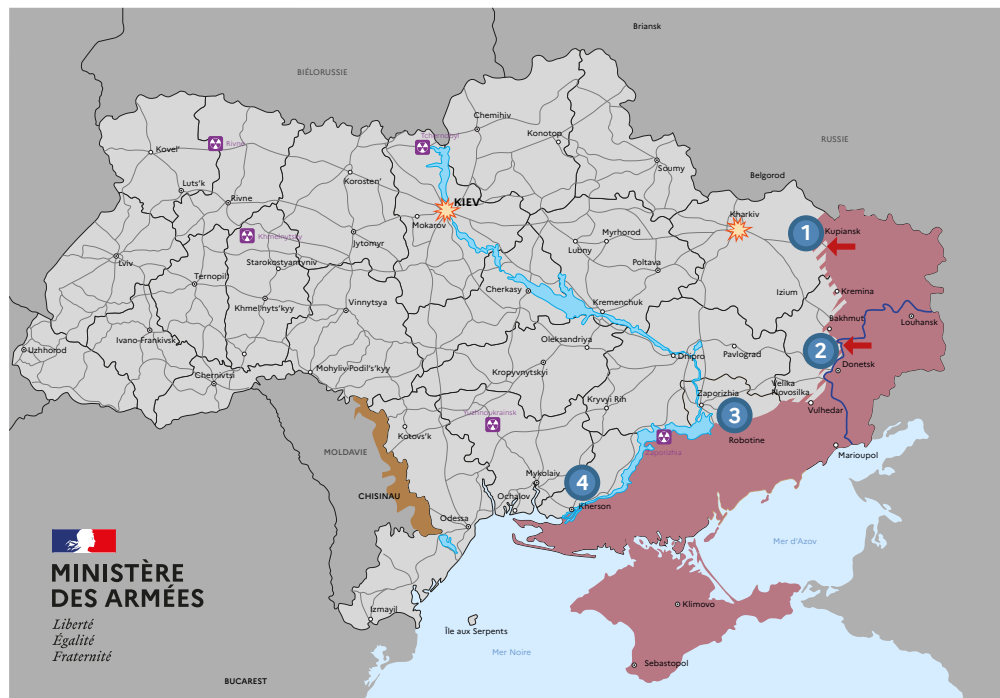 Briansk
BIÉLORUSSIE
Chernihiv
Konotop
Tchernobyl
RUSSIE
Rivne
Kovel'
Soumy
Belgorod
Korosten'
Luts'k
Rivne
KIEV
Kharkiv
Mokarov
1
Kupiansk
Khmelnytsky
Jytomyr
Myrhorod
Lubny
Poltava
Lviv
Starokostyantyniv
Ternopil'
Cherkasy
Izium
Kremina
Khmel'nyts'kyy
Vinnytsya
Kremenchuk
Bakhmut
Louhansk
Ivano-Frankivsk
Oleksandriya
Uzhhorod
2
Dnipro
Pavlograd
Donetsk
Mohyliv-Podil's'kyy
Kropyvnytskyi
Chernivtsi
Velika
Novosilka
Zaporizhia
Kryvyi Rih
Vulhedar
Yuzhnoukrainsk
3
Kotovs'k
Robotine
MOLDAVIE
Zaporizhia
Marioupol
Mykolaiv
4
CHISINAU
Ochalov
Kherson
Odessa
Mer d'Azov
MINISTÈRE
DES ARMÉES
Liberté
Égalité
Fraternité
Klimovo
Izmayil
Île aux Serpents
Mer Noire
Sebastopol
BUCAREST